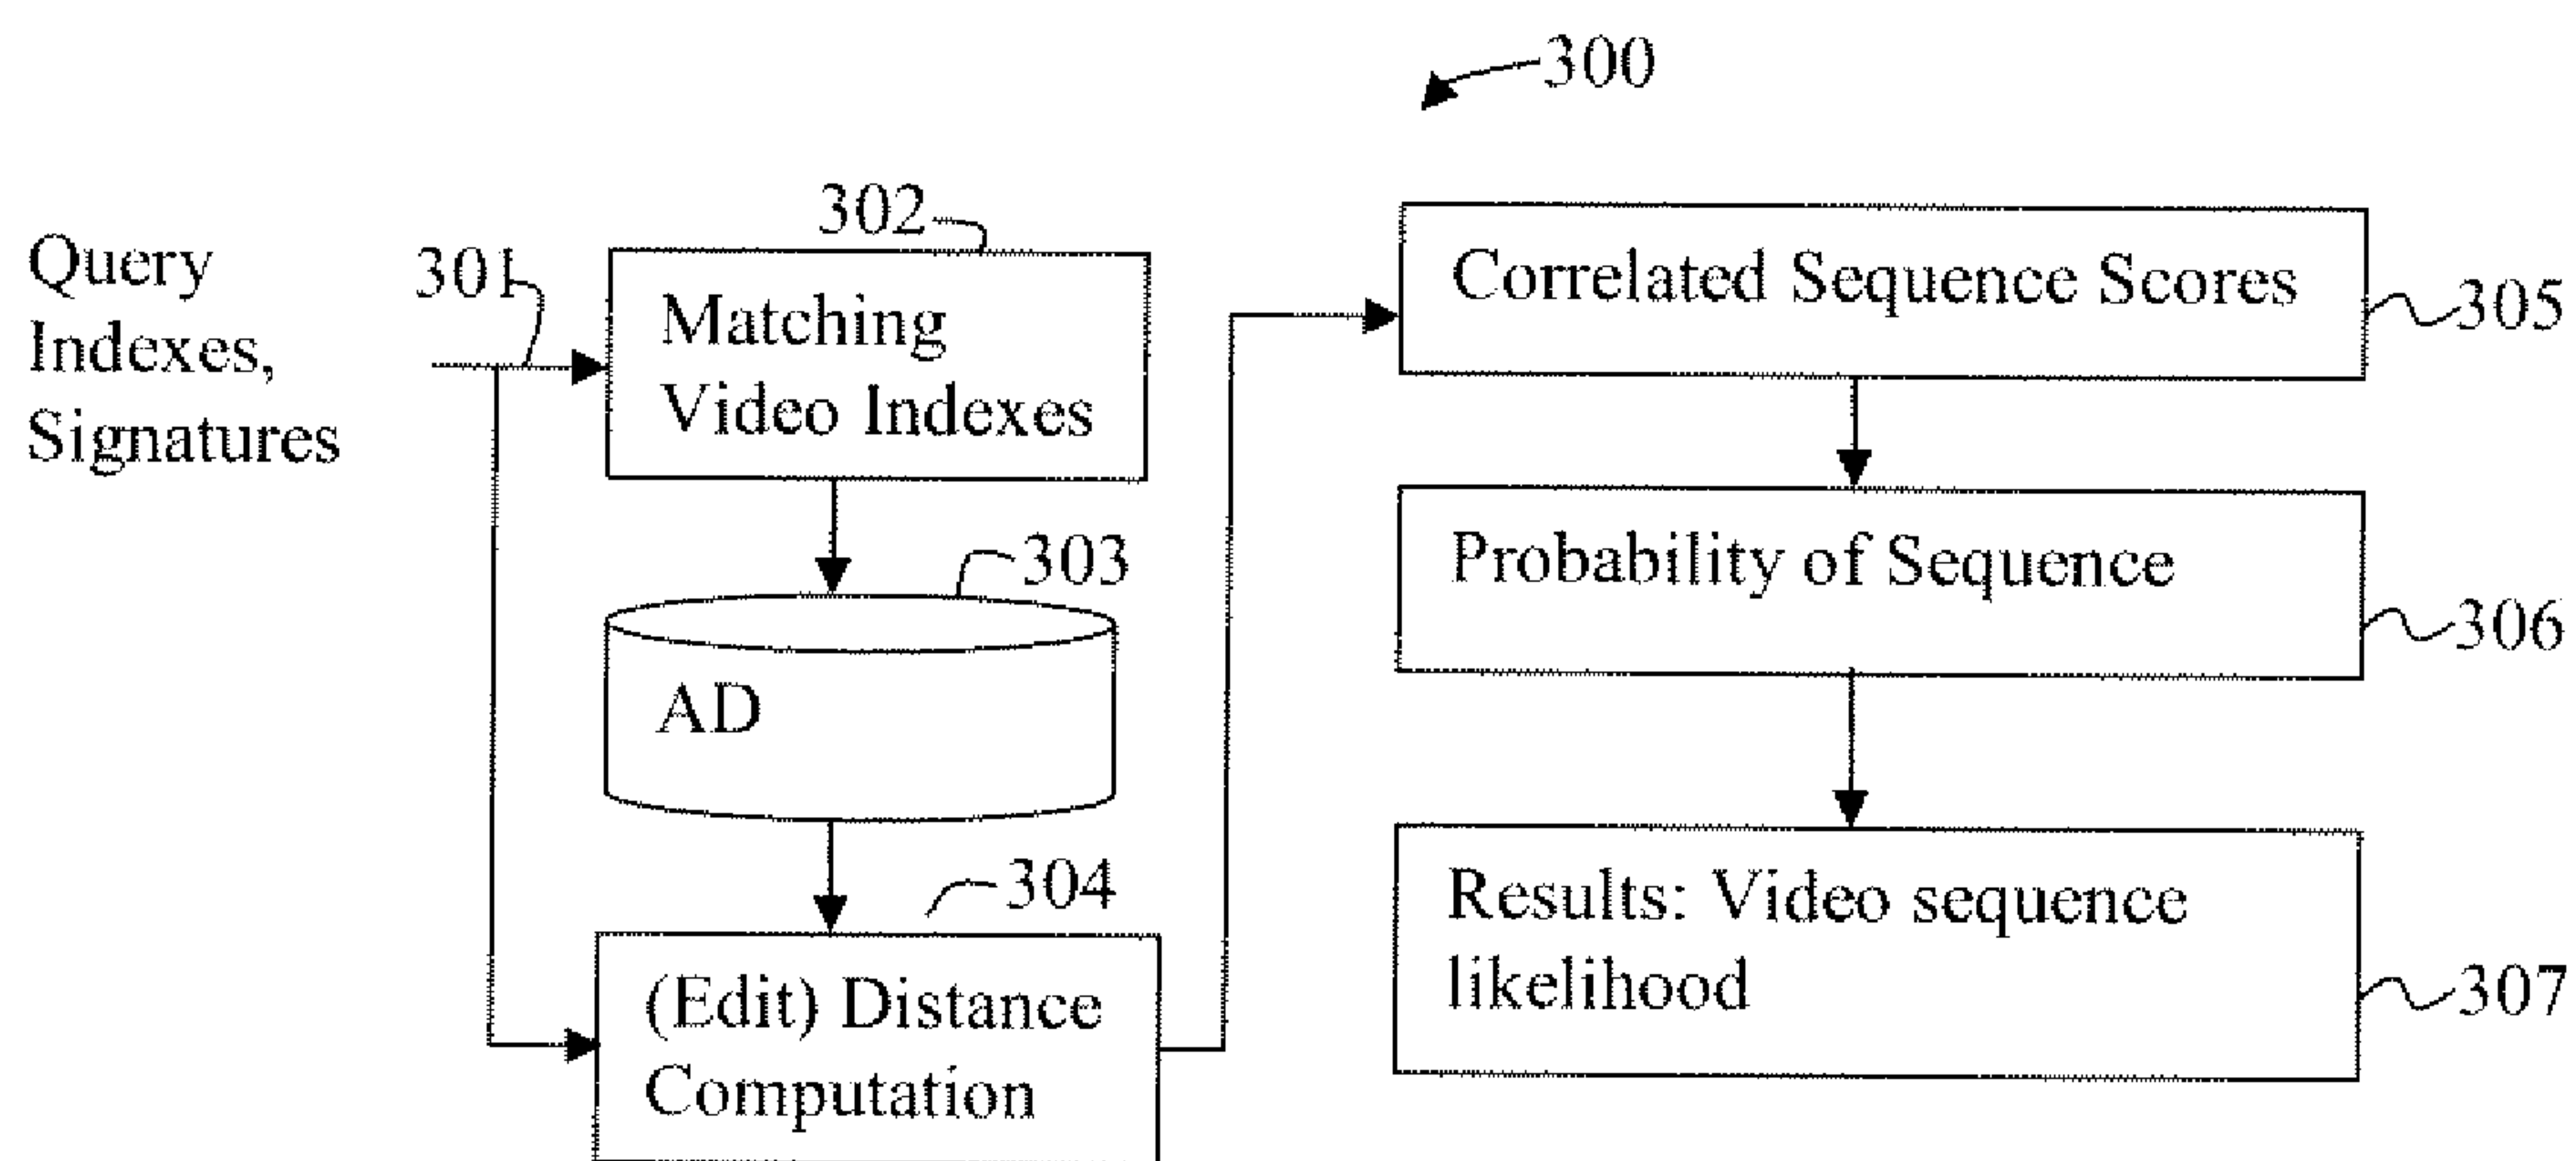 300
Query
Indexes,
Signatures
301
302
Matching
Video Indexes
303
AD
304
(Edit) Distance
Computation
Correlated Sequence Scores
305
Probability of Sequence
306
Results: Video sequence
likelihood
307